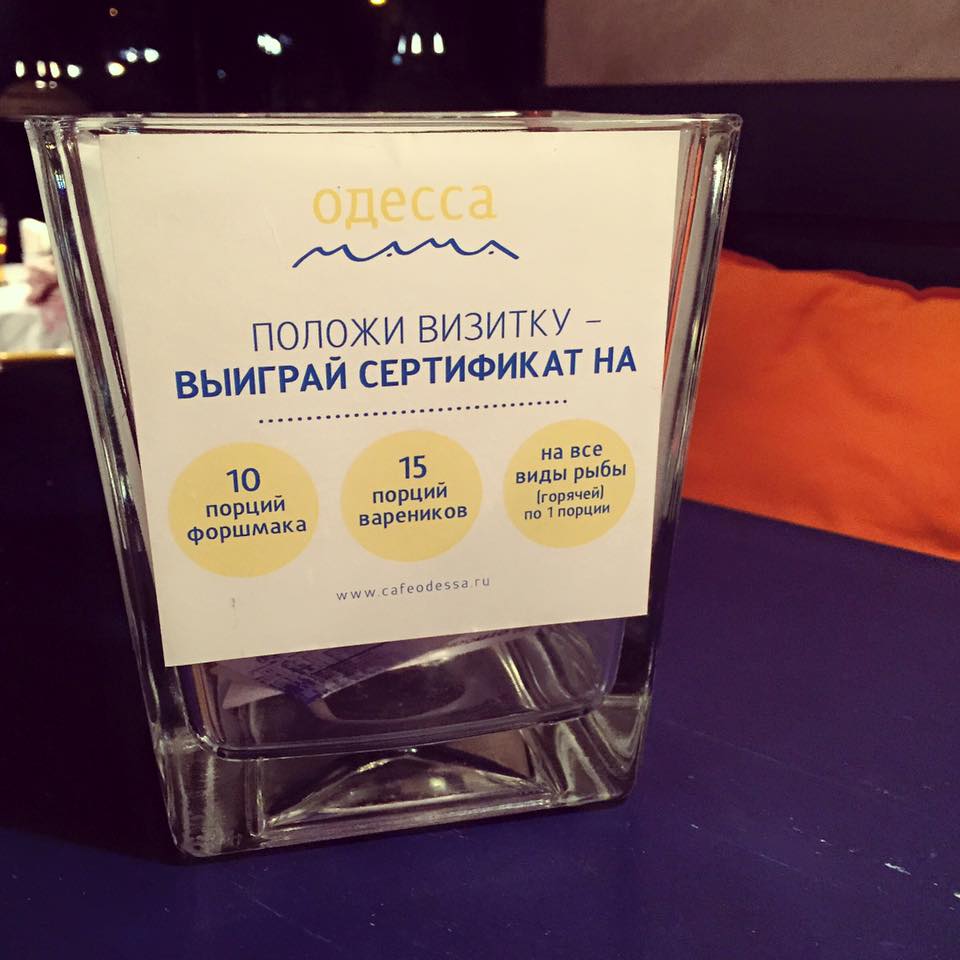 одесса
мама
ПОЛОЖИ ВИЗИТКУ –
ВЫИГРАЙ СЕРТИФИКАТ НА
10
порций
форшмака
15
порций
вареников
на все
виды рыбы
(горячей)
по 1 порции
www.cafeodessa.ru